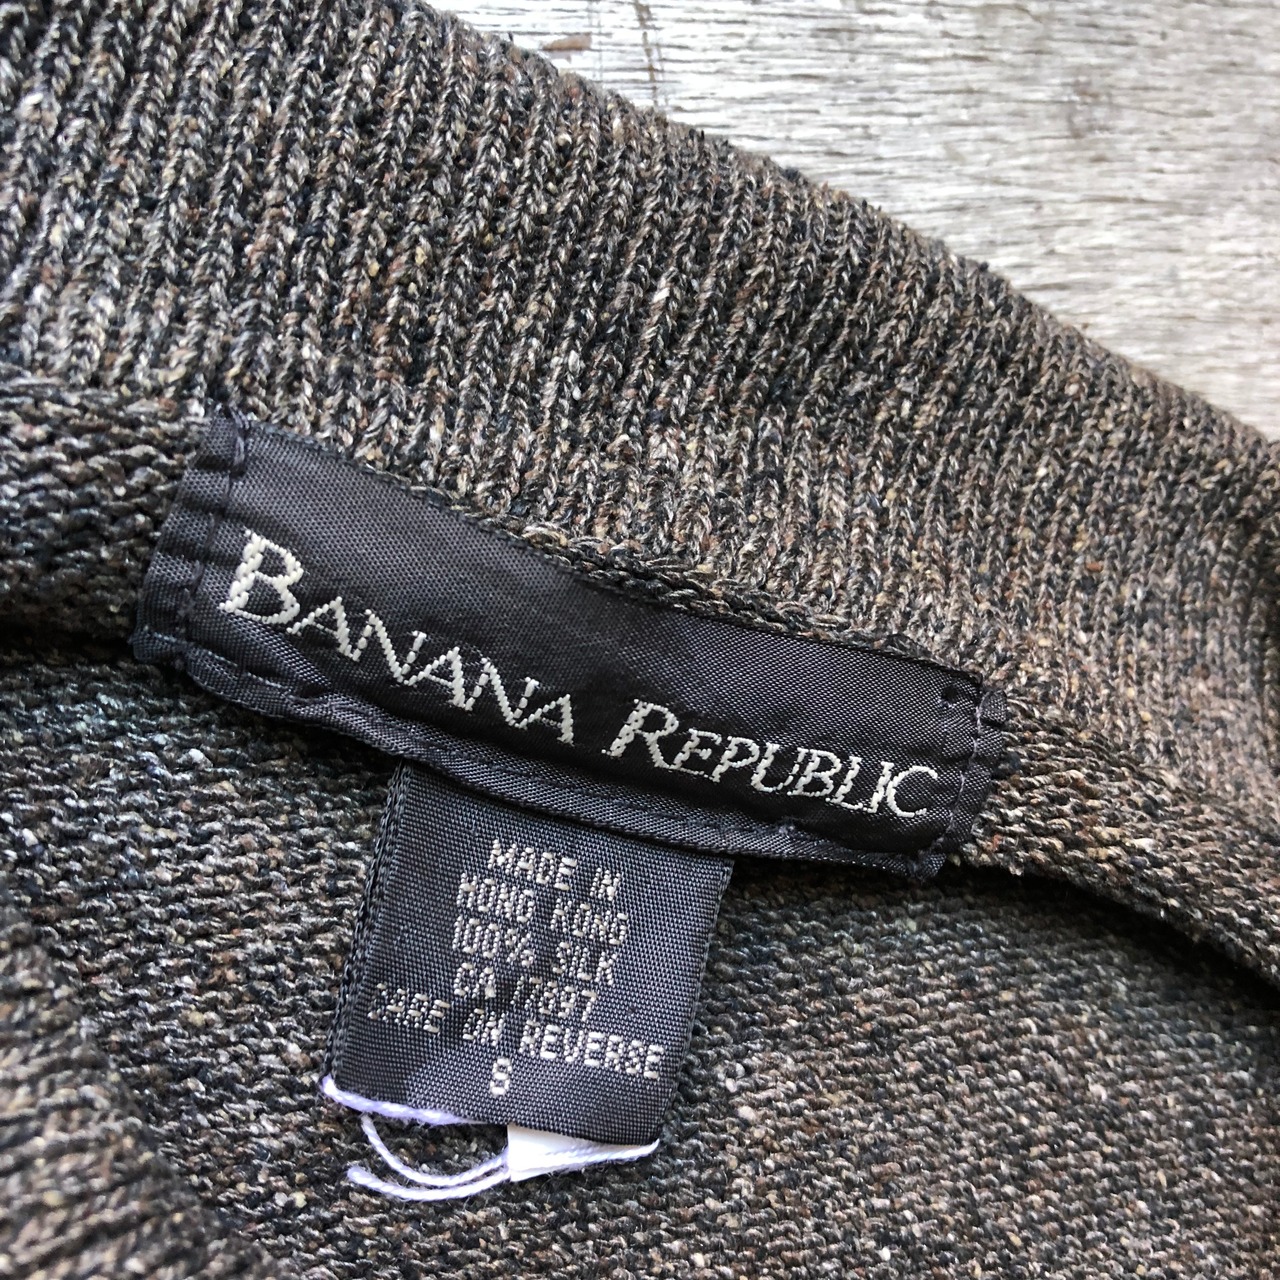 BANANA REPUBLIC
MADE IN
HONG KONG
100% SILK
CA 17897
CARE ON REVERSE
S